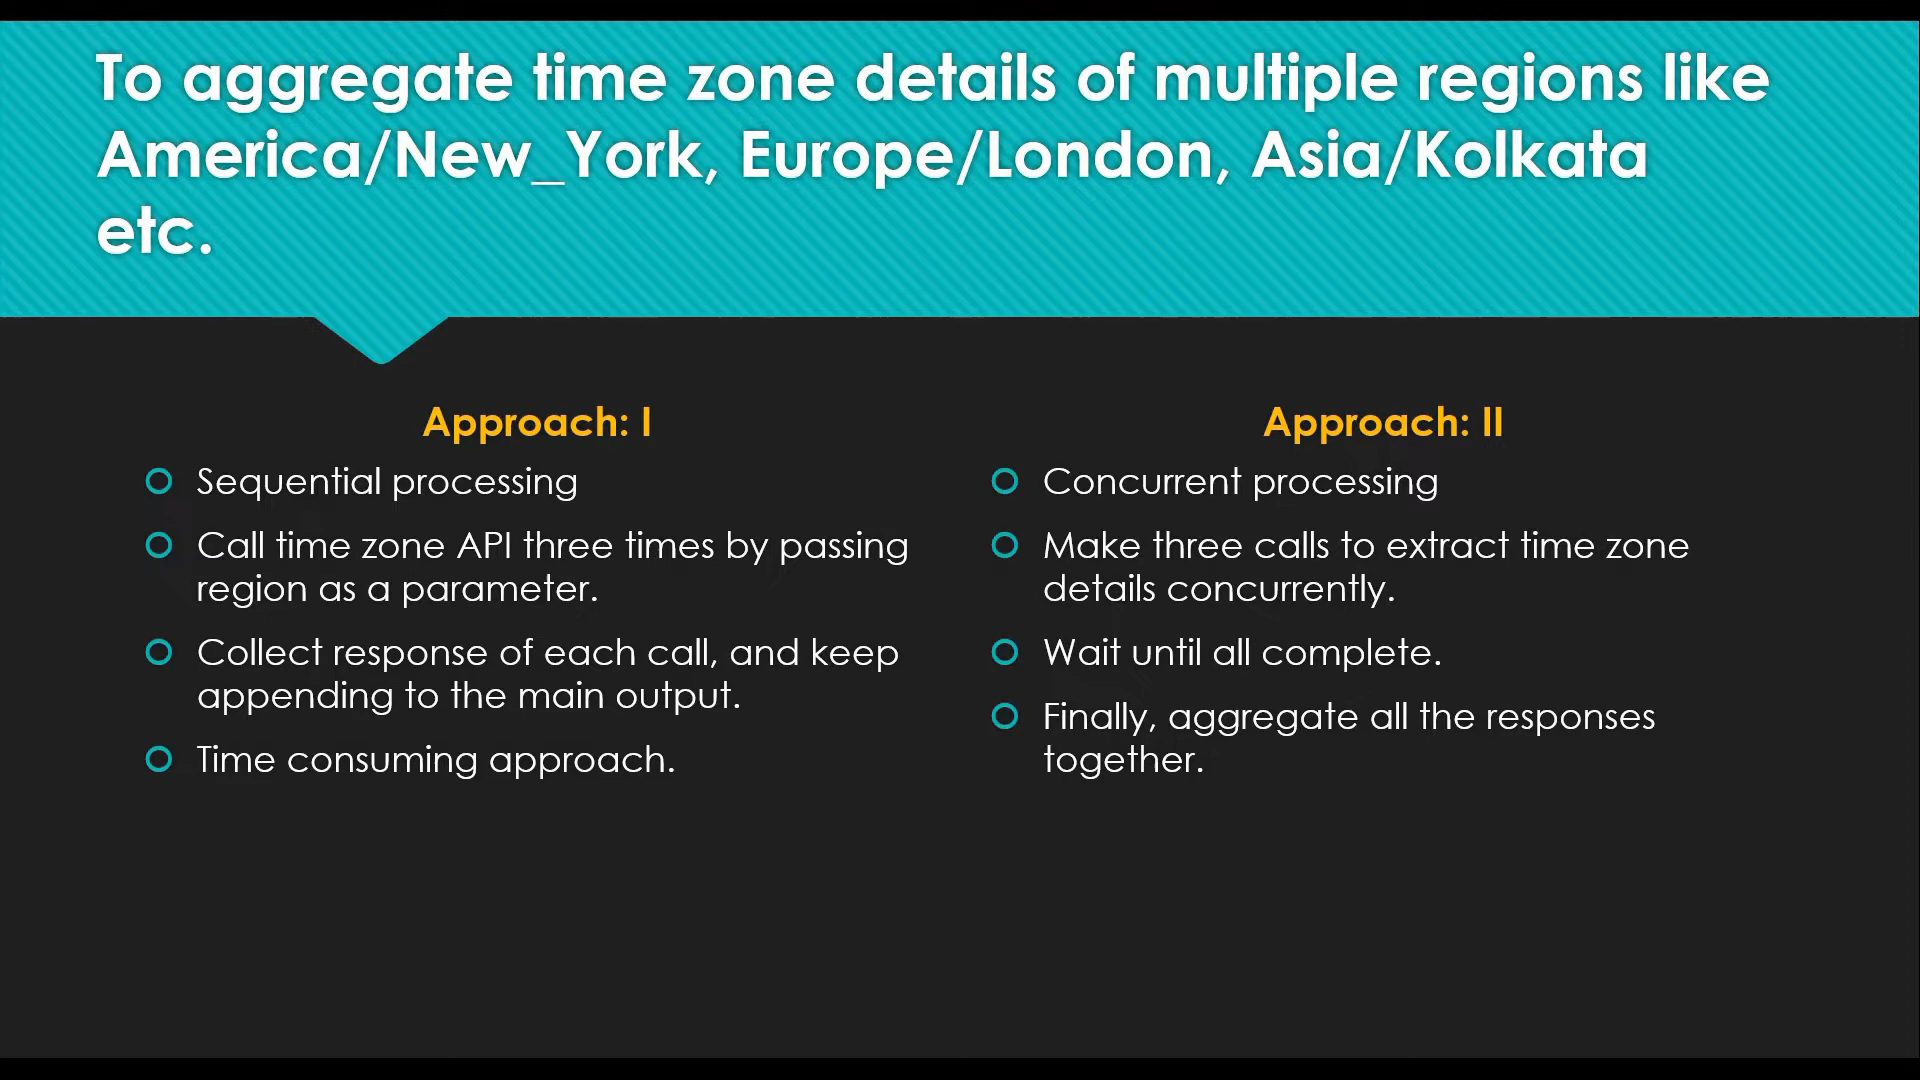 To aggregate time zone details of multiple regions like
America/New_York, Europe/London, Asia/Kolkata
etc.
Approach: I
Sequential processing
Call time zone API three times by passing
region as a parameter.
Collect response of each call, and keep
appending to the main output.
Time consuming approach.
Approach: II
Concurrent processing
Make three calls to extract time zone
details concurrently.
Wait until all complete.
Finally, aggregate all the responses
together.